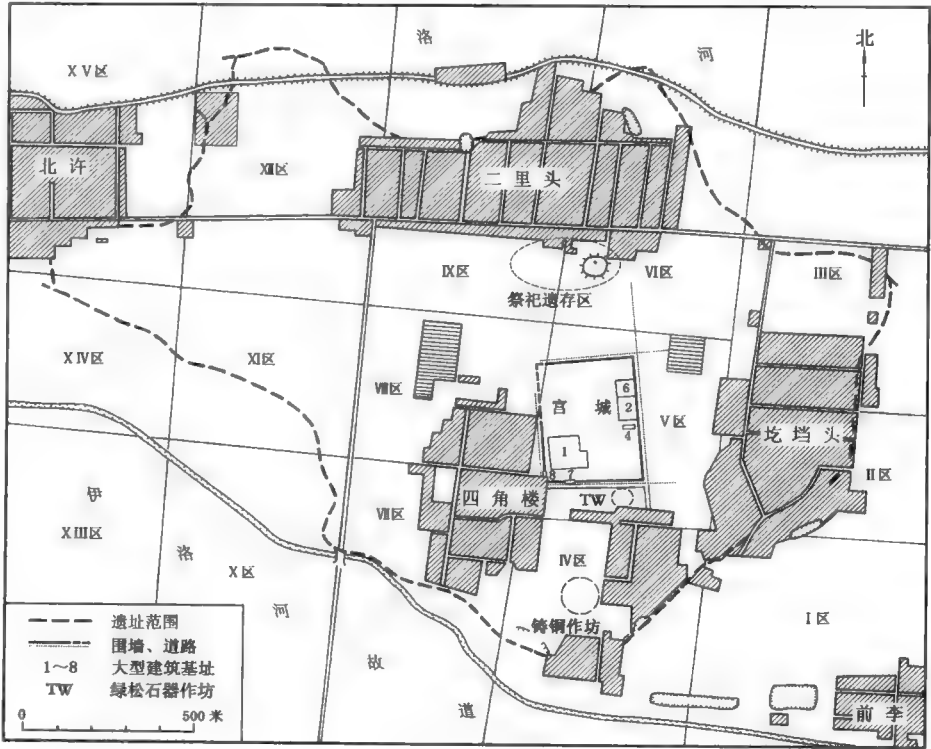 洛
河
北
ⅩⅤ区
北许
ⅩⅡ区
二里头
Ⅸ区
Ⅵ区
Ⅲ区
祭祀遗存区
ⅩⅣ区
Ⅺ区
Ⅷ区
宫城
6
2
4
Ⅴ区
1
8
7
圪垱头
Ⅱ区
伊
洛
河
故
道
ⅩⅢ区
Ⅹ区
Ⅶ区
四角楼
TW
Ⅳ区
铸铜作坊
Ⅰ区
前李
遗址范围
围墙、道路
1~8 大型建筑基址
TW 绿松石器作坊
0 500 米